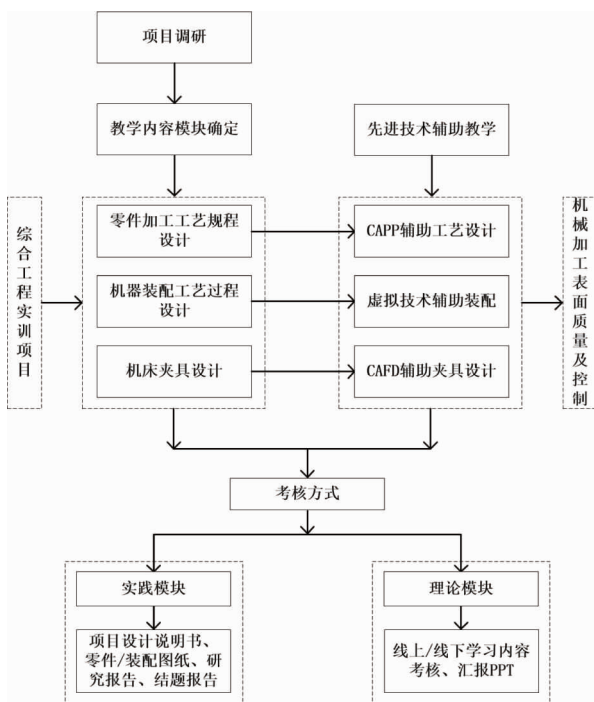 项目调研
教学内容模块确定
先进技术辅助教学
综合工程实训项目
零件加工工艺规程
设计
CAPP辅助工艺设计
机器装配工艺过程
设计
虚拟技术辅助装配
机床夹具设计
CAFD辅助夹具设计
机械加工表面质量及控制
考核方式
实践模块
理论模块
项目设计说明书、
零件/装配图纸、研
究报告、结题报告
线上/线下学习内容
考核、汇报PPT